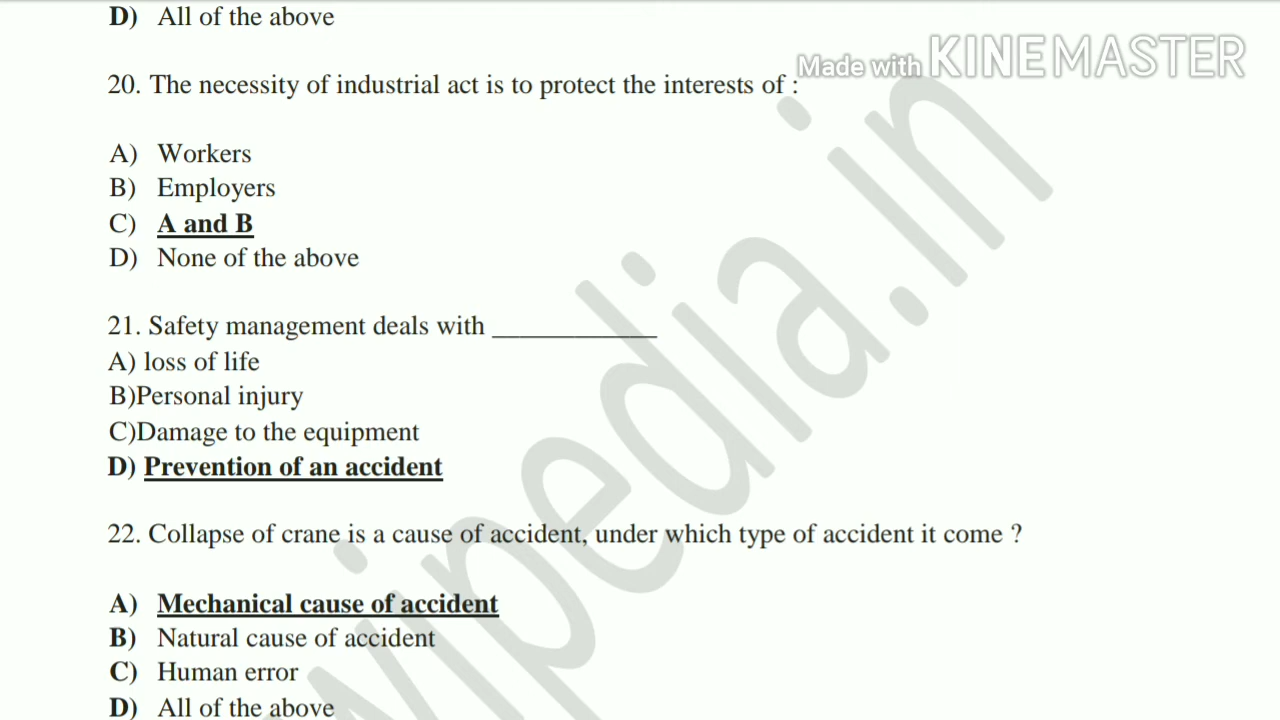 D) All of the above
Made with KINEMASTER
20. The necessity of industrial act is to protect the interests of :
A) Workers
B) Employers
C) A and B
D) None of the above
21. Safety management deals with ____________
A) loss of life
B)Personal injury
C)Damage to the equipment
D) Prevention of an accident
22. Collapse of crane is a cause of accident, under which type of accident it come ?
A) Mechanical cause of accident
B) Natural cause of accident
C) Human error
D) All of the above
wipedia.in